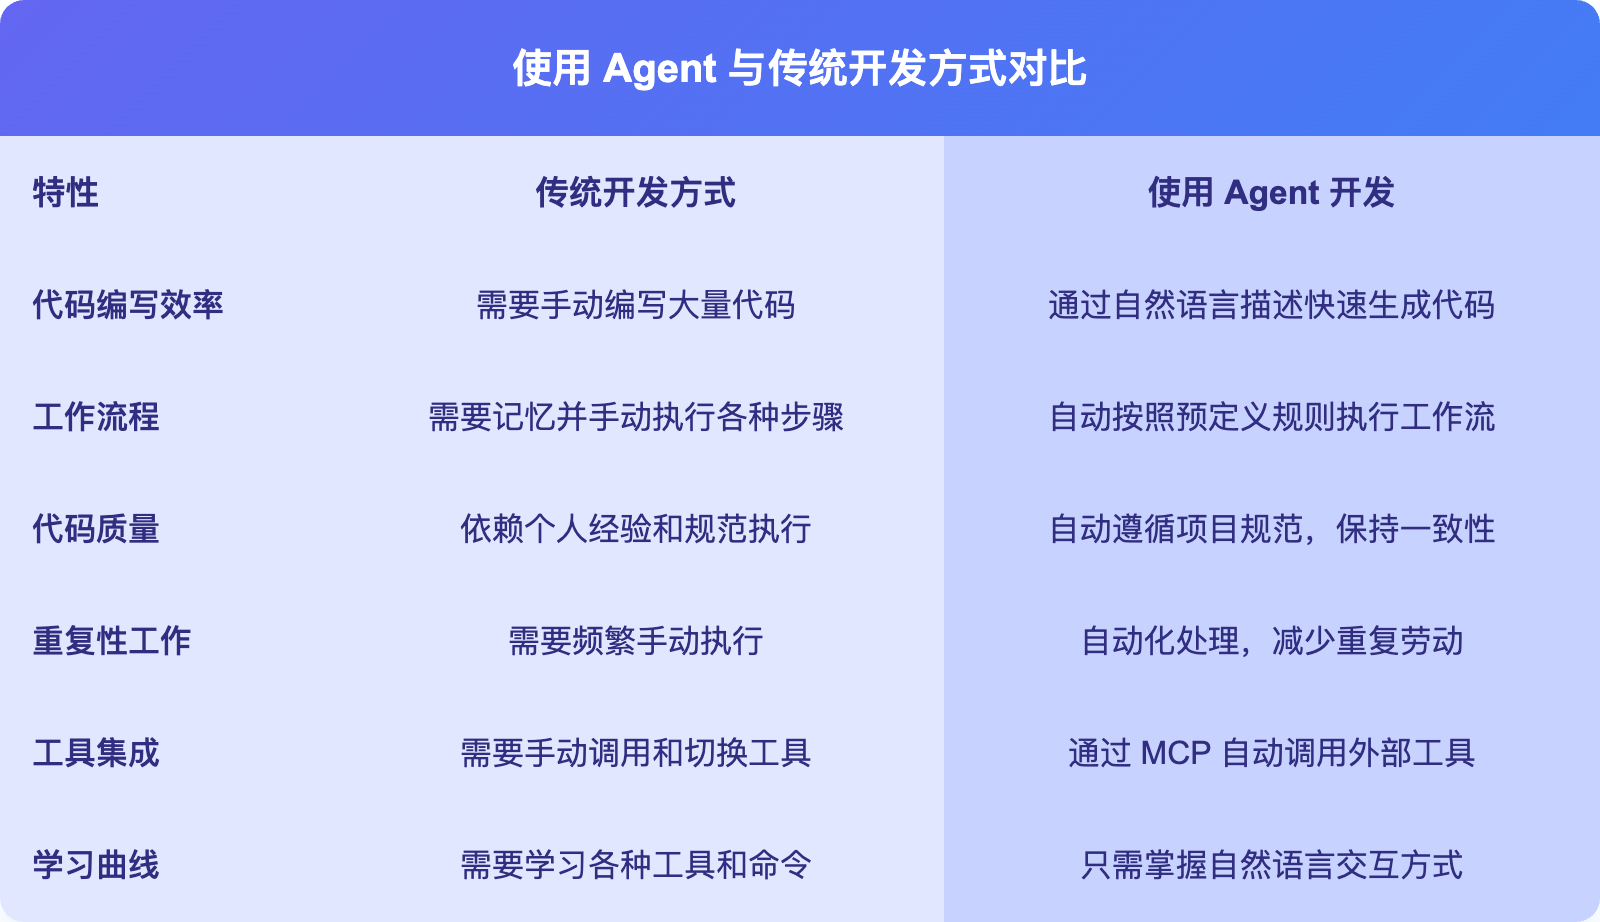 使用 Agent 与传统开发方式对比
特性 传统开发方式 使用 Agent 开发
代码编写效率 需要手动编写大量代码 通过自然语言描述快速生成代码
工作流程 需要记忆并手动执行各种步骤 自动按照预定义规则执行工作流
代码质量 依赖个人经验和规范执行 自动遵循项目规范，保持一致性
重复性工作 需要频繁手动执行 自动化处理，减少重复劳动
工具集成 需要手动调用和切换工具 通过 MCP 自动调用外部工具
学习曲线 需要学习各种工具和命令 只需掌握自然语言交互方式